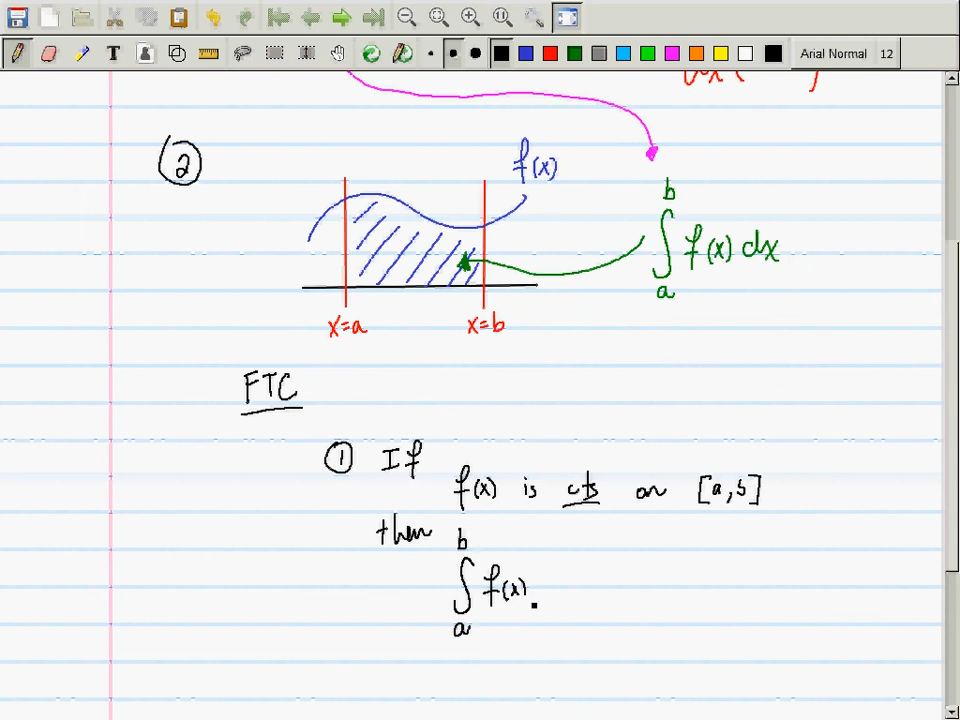 T
Arial Normal 12
②
f(x)
b
∫ f(x) dx
a
x=a x=b
FTC
① If
f(x) is cts on [a,b]
then
b
∫ f(x)
a